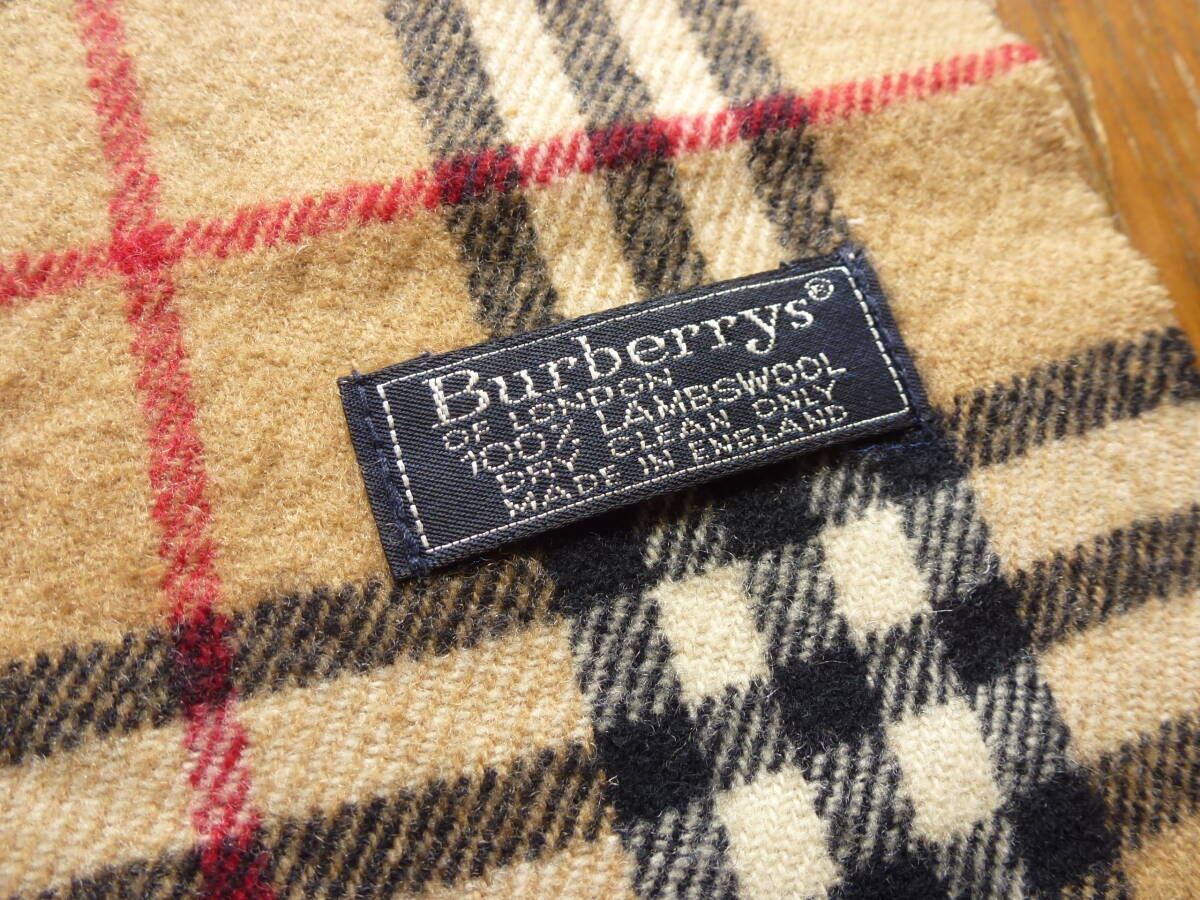 Burberrys®
OF LONDON
100% LAMBSWOOL
DRY CLEAN ONLY
MADE IN ENGLAND